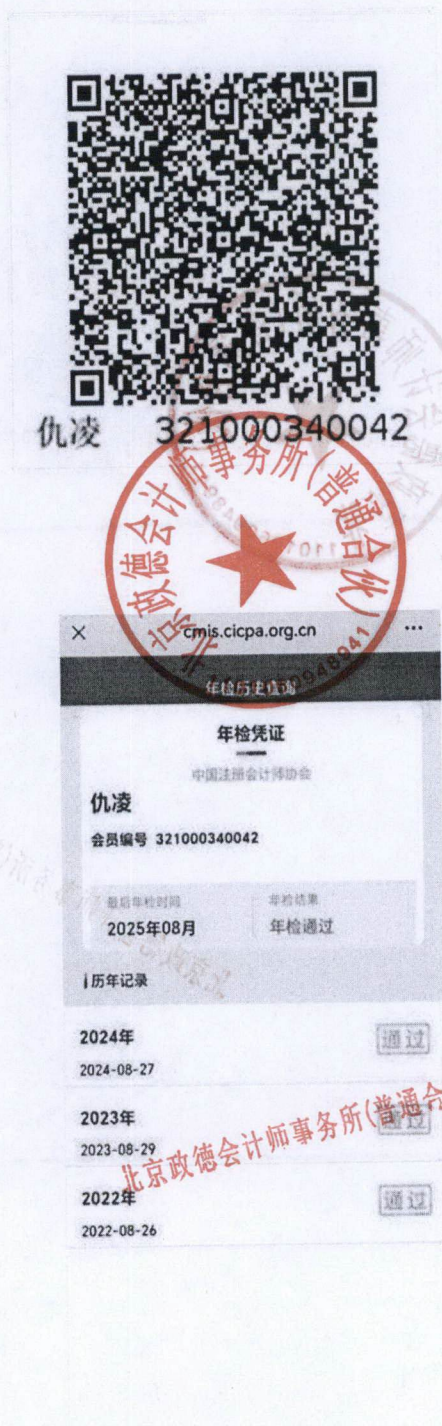 仇凌 321000340042
北京政德会计师事务所(普通合伙)
× cmis.cicpa.org.cn ···
年检历史查询
年检凭证
中国注册会计师协会
仇凌
会员编号 321000340042
最后年检时间 年检结果
2025年08月 年检通过
历年记录
2024年 通过
2024-08-27
2023年 通过
2023-08-29
北京政德会计师事务所(普通合
2022年 通过
2022-08-26